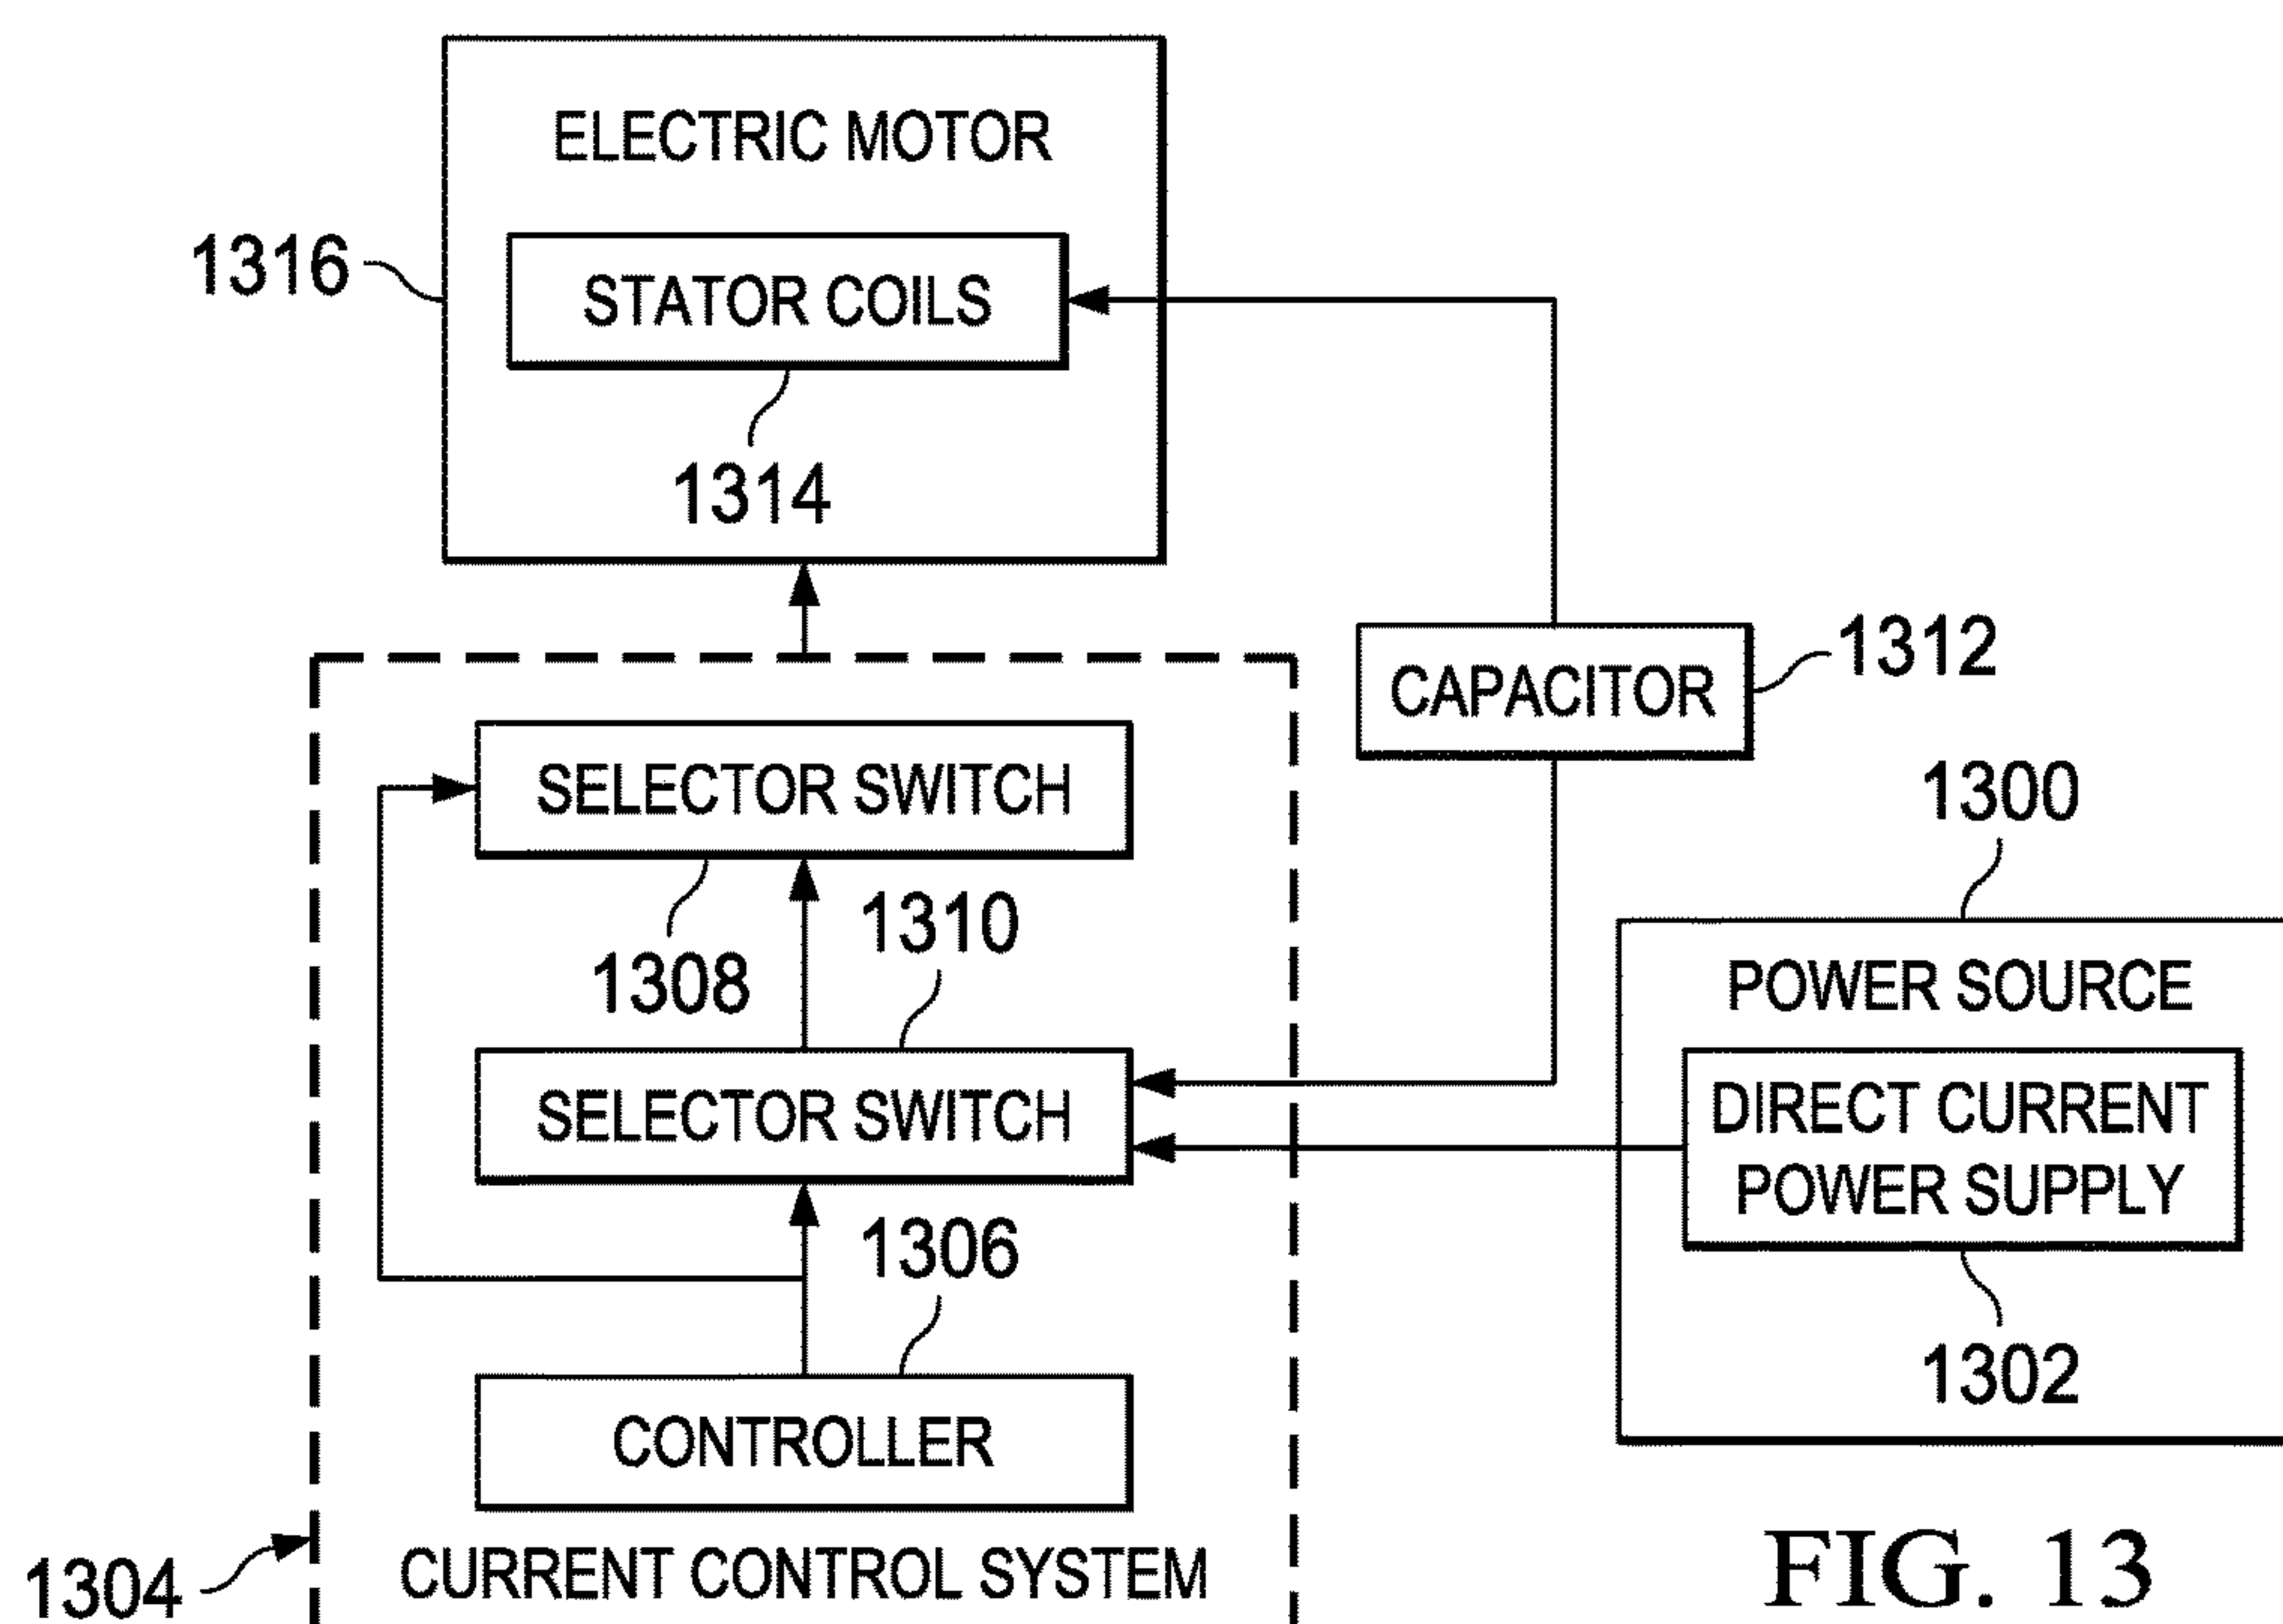 ELECTRIC MOTOR
1316
STATOR COILS
1314
1312
CAPACITOR
SELECTOR SWITCH
1300
1308
1310
POWER SOURCE
SELECTOR SWITCH
DIRECT CURRENT
POWER SUPPLY
1306
1302
CONTROLLER
1304
CURRENT CONTROL SYSTEM
FIG. 13